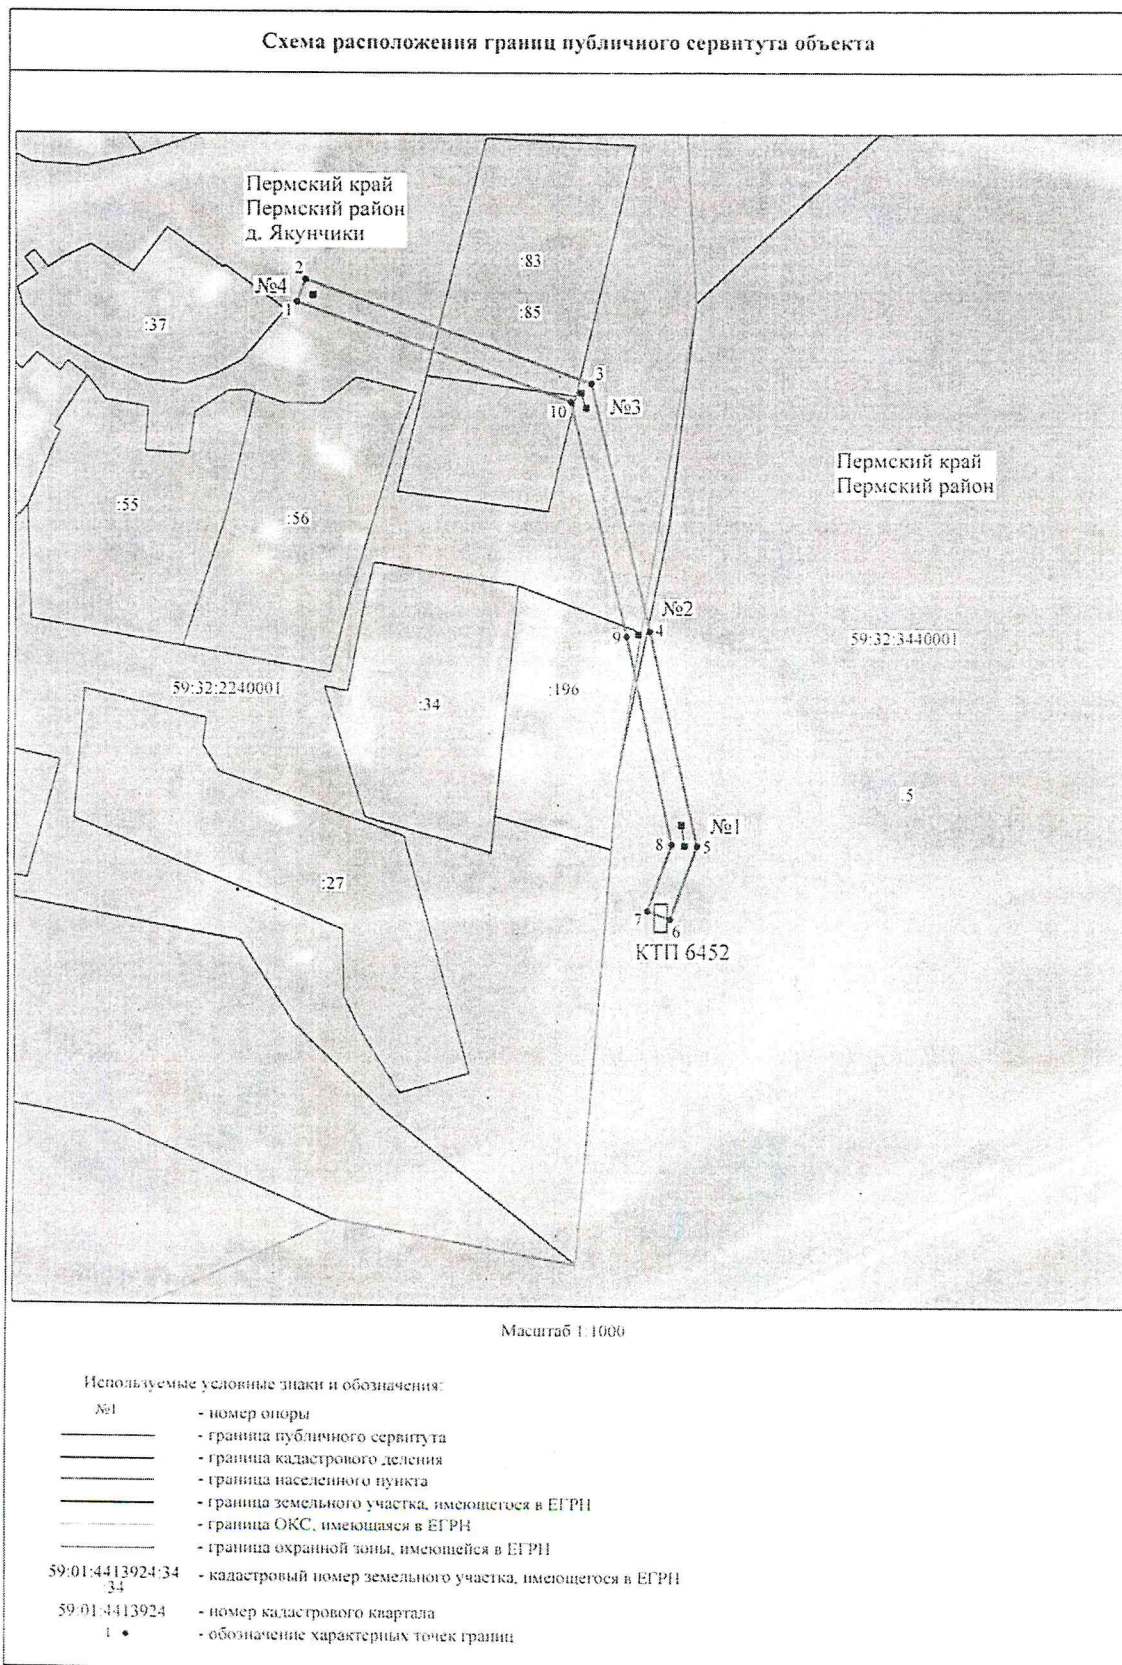 Схема расположения границ публичного сервитута объекта
Пермский край
Пермский район
д. Якунчики
:83
2
№4
1
:85
:37
3
10
№3
Пермский край
Пермский район
:55
:56
№2
9
4
59:32:3440001
59:32:2240001
:34
:196
:5
№1
8
5
:27
7
6
КТП 6452
Масштаб 1:1000
Используемые условные знаки и обозначения:
№1 - номер опоры
- граница публичного сервитута
- граница кадастрового деления
- граница населенного пункта
- граница земельного участка, имеющегося в ЕГРН
- граница ОКС, имеющаяся в ЕГРН
- граница охранной зоны, имеющейся в ЕГРН
59:01:4413924:34
:34 - кадастровый номер земельного участка, имеющегося в ЕГРН
59:01:4413924 - номер кадастрового квартала
1 - обозначение характерных точек границ